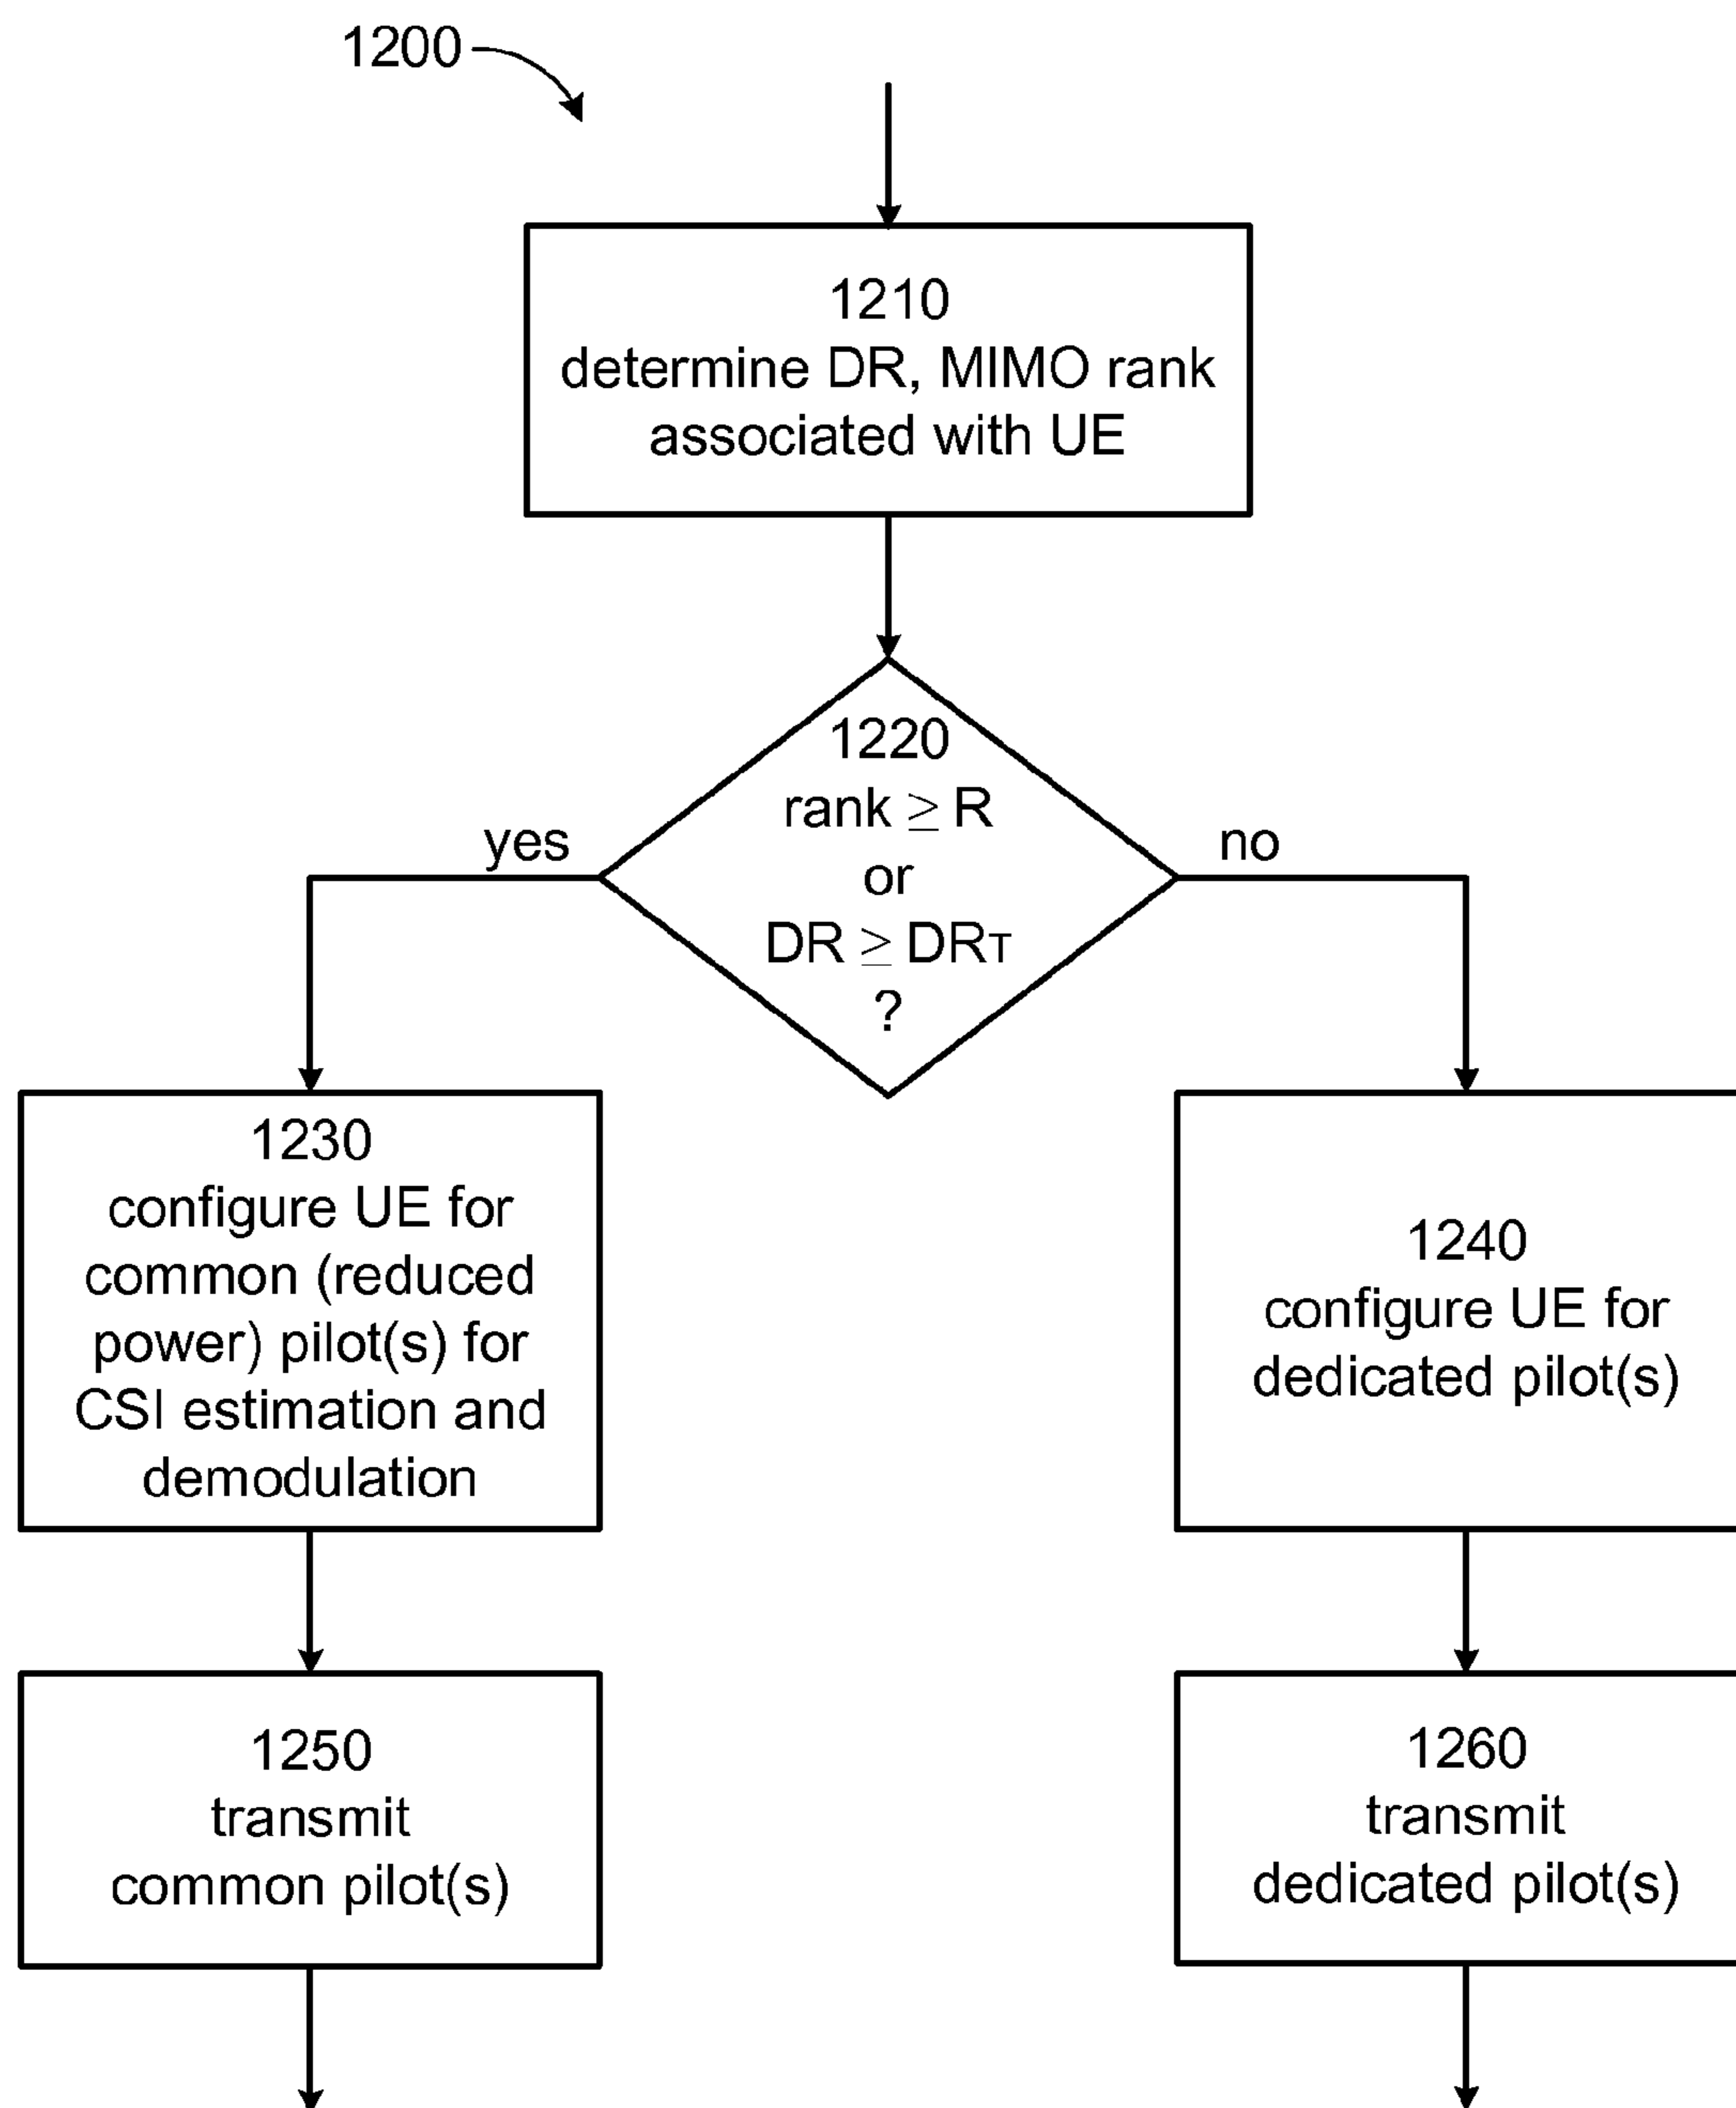 1200
1210
determine DR, MIMO rank
associated with UE
1220
rank ≥ R
or
DR ≥ DRT
?
yes
no
1230
configure UE for
common (reduced
power) pilot(s) for
CSI estimation and
demodulation
1240
configure UE for
dedicated pilot(s)
1250
transmit
common pilot(s)
1260
transmit
dedicated pilot(s)